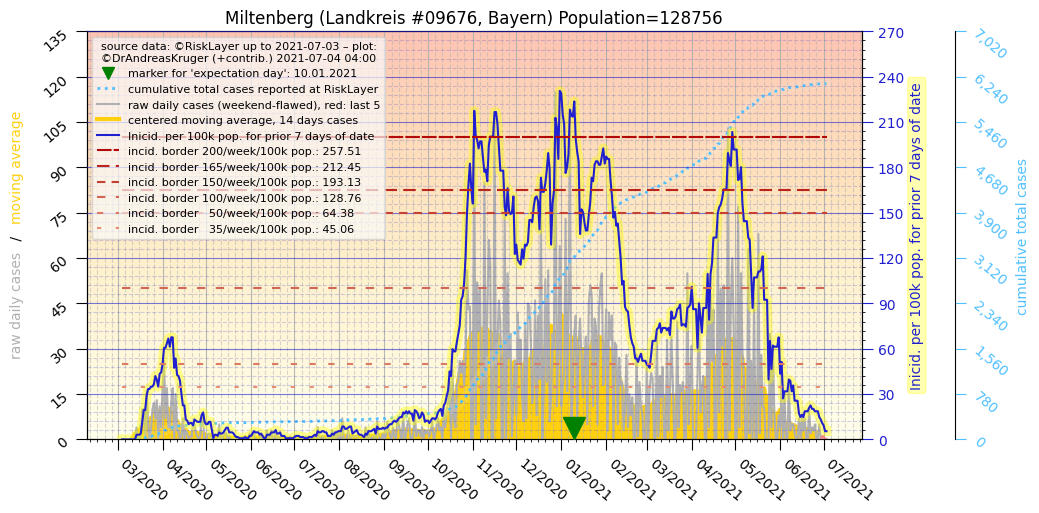 Miltenberg (Landkreis #09676, Bayern) Population=128756
source data: ©RiskLayer up to 2021-07-03 – plot:
©DrAndreasKruger (+contrib.) 2021-07-04 04:00
marker for 'expectation day': 10.01.2021
cumulative total cases reported at RiskLayer
raw daily cases (weekend-flawed), red: last 5
centered moving average, 14 days cases
Inicid. per 100k pop. for prior 7 days of date
incid. border 200/week/100k pop.: 257.51
incid. border 165/week/100k pop.: 212.45
incid. border 150/week/100k pop.: 193.13
incid. border 100/week/100k pop.: 128.76
incid. border   50/week/100k pop.: 64.38
incid. border   35/week/100k pop.: 45.06
raw daily cases   /   moving average
135
120
105
90
75
60
45
30
15
0
270
240
210
180
150
120
90
60
30
0
Inicid. per 100k pop. for prior 7 days of date
7,020
6,240
5,460
4,680
3,900
3,120
2,340
1,560
780
0
cumulative total cases
03/2020
04/2020
05/2020
06/2020
07/2020
08/2020
09/2020
10/2020
11/2020
12/2020
01/2021
02/2021
03/2021
04/2021
05/2021
06/2021
07/2021